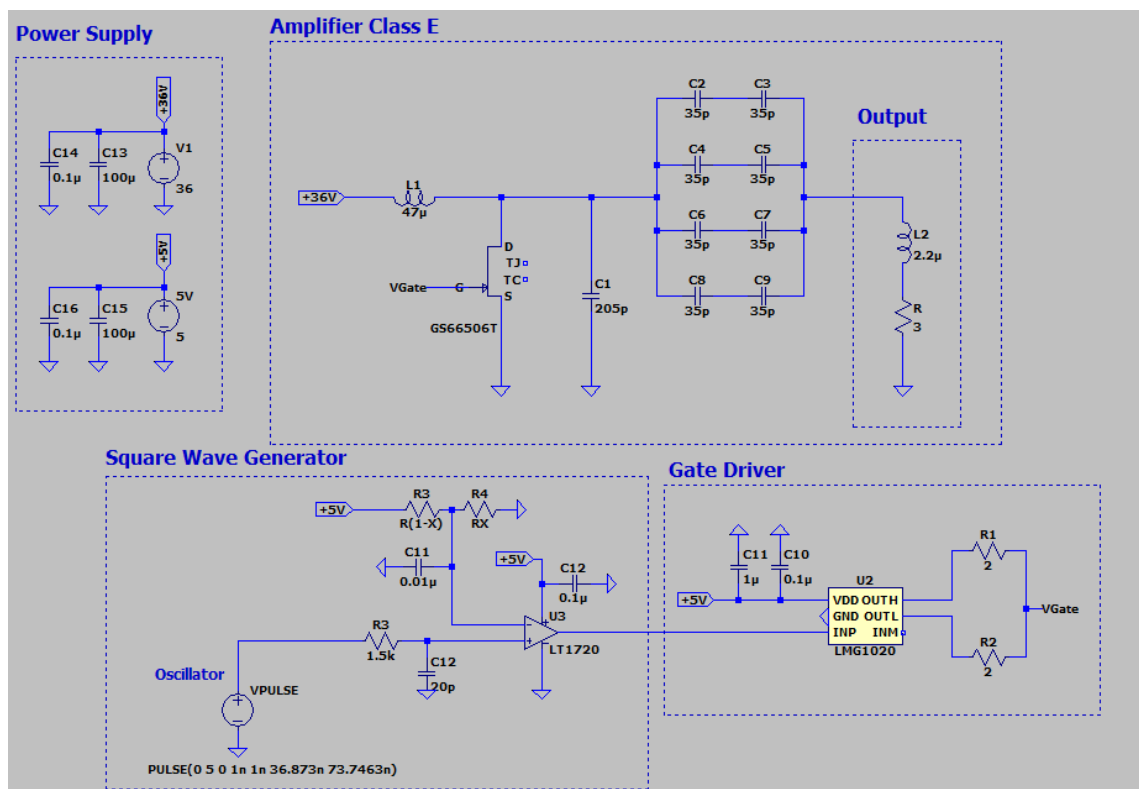 Power Supply
+36V
C14
0.1µ
C13
100µ
V1
36
+5V
C16
0.1µ
C15
100µ
5V
5
Amplifier Class E
+36V
L1
47µ
VGate
G
D
TJ
TC
S
GS66506T
C1
205p
C2
35p
C3
35p
C4
35p
C5
35p
C6
35p
C7
35p
C8
35p
C9
35p
Output
L2
2.2µ
R
3
Square Wave Generator
+5V
R3
R(1-X)
R4
RX
C11
0.01µ
+5V
C12
0.1µ
U3
LT1720
R3
1.5k
C12
20p
Oscillator
VPULSE
PULSE(0 5 0 1n 1n 36.873n 73.7463n)
Gate Driver
+5V
C11
1µ
C10
0.1µ
U2
VDD OUTH
GND OUTL
INP INM
LMG1020
R1
2
R2
2
VGate